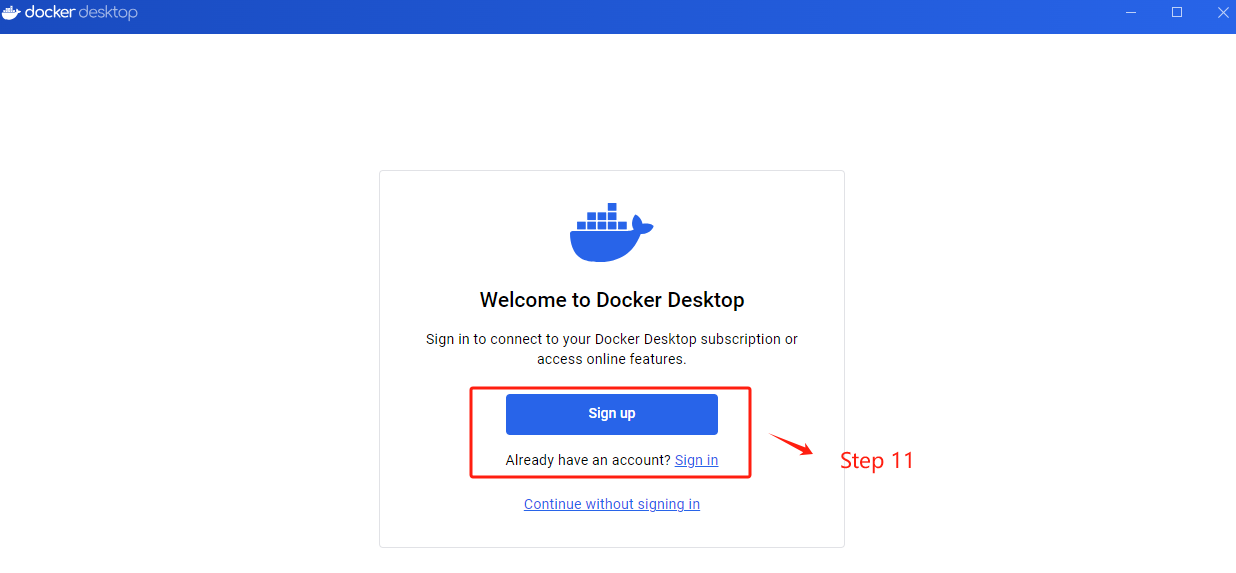 docker desktop
Welcome to Docker Desktop
Sign in to connect to your Docker Desktop subscription or
access online features.
Sign up
Already have an account? Sign in
Step 11
Continue without signing in